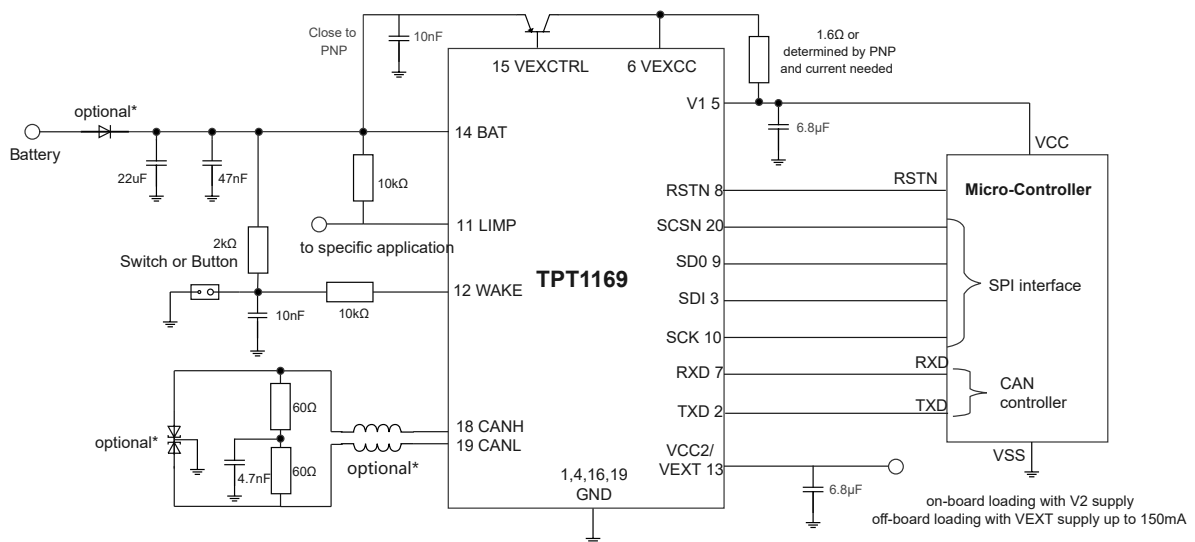 Close to
PNP
10nF
15 VEXCTRL
6 VEXCC
1.6Ω or
determined by PNP
and current needed
optional*
Battery
22uF
47nF
14 BAT
V1 5
6.8µF
VCC
10kΩ
RSTN 8
RSTN
Micro-Controller
11 LIMP
to specific application
SCSN 20
2kΩ
Switch or Button
SD0 9
TPT1169
SPI interface
12 WAKE
SDI 3
10nF
10kΩ
SCK 10
RXD 7
RXD
60Ω
CAN
controller
TXD 2
TXD
18 CANH
19 CANL
optional*
optional*
4.7nF
60Ω
VCC2/
VEXT 13
VSS
1,4,16,19
GND
6.8µF
on-board loading with V2 supply
off-board loading with VEXT supply up to 150mA